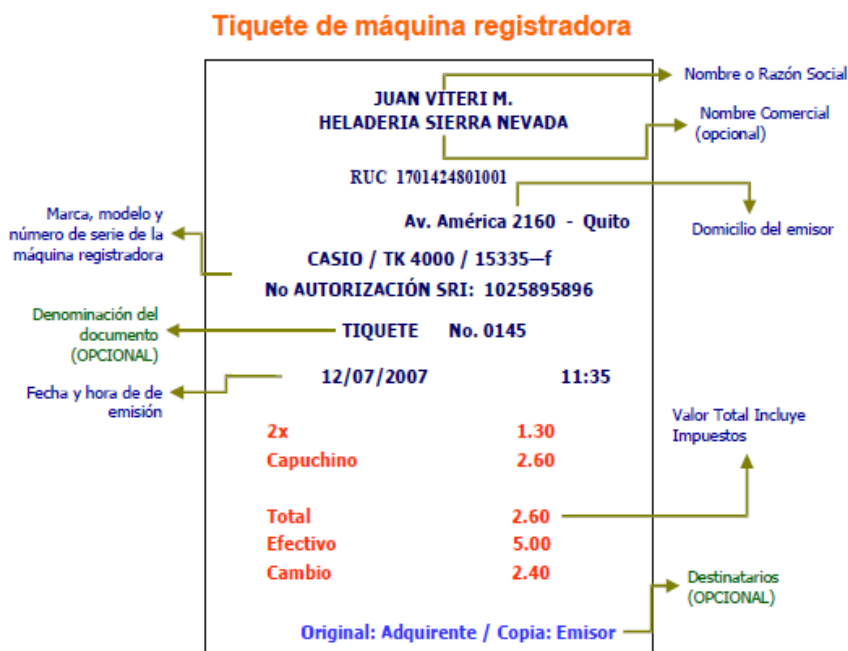 Tiquete de máquina registradora
Nombre o Razón Social
JUAN VITERI M.
HELADERIA SIERRA NEVADA
Nombre Comercial
(opcional)
RUC 1701424801001
Av. América 2160 - Quito
Domicilio del emisor
Marca, modelo y
número de serie de la
máquina registradora
CASIO / TK 4000 / 15335—f
No AUTORIZACIÓN SRI: 1025895896
Denominación del
documento
(OPCIONAL)
TIQUETE No. 0145
Fecha y hora de de
emisión
12/07/2007 11:35
Valor Total Incluye
Impuestos
2x 1.30
Capuchino 2.60
Total 2.60
Efectivo 5.00
Cambio 2.40
Destinatarios
(OPCIONAL)
Original: Adquirente / Copia: Emisor